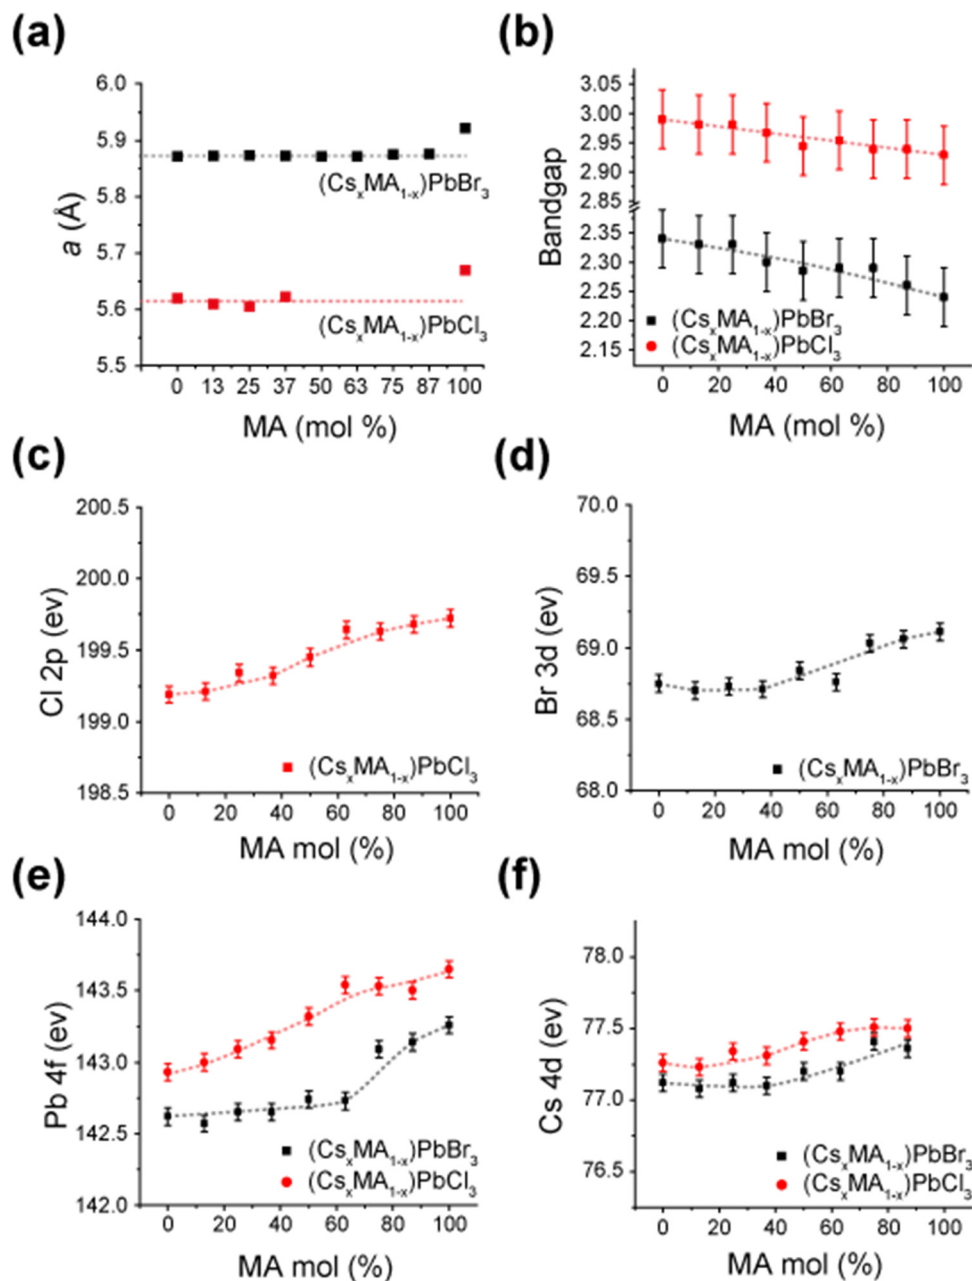 (a)
6.0
5.9
5.8
5.7
5.6
5.5
a (Å)
(CsₓMA₁₋ₓ)PbBr₃
(CsₓMA₁₋ₓ)PbCl₃
0 13 25 37 50 63 75 87 100
MA (mol %)
(b)
3.05
3.00
2.95
2.90
2.85
2.35
2.30
2.25
2.20
2.15
Bandgap
(CsₓMA₁₋ₓ)PbBr₃
(CsₓMA₁₋ₓ)PbCl₃
0 20 40 60 80 100
MA (mol %)
(c)
200.5
200.0
199.5
199.0
198.5
Cl 2p (ev)
(CsₓMA₁₋ₓ)PbCl₃
0 20 40 60 80 100
MA mol (%)
(d)
70.0
69.5
69.0
68.5
68.0
Br 3d (ev)
(CsₓMA₁₋ₓ)PbBr₃
0 20 40 60 80 100
MA mol (%)
(e)
144.0
143.5
143.0
142.5
142.0
Pb 4f (ev)
(CsₓMA₁₋ₓ)PbBr₃
(CsₓMA₁₋ₓ)PbCl₃
0 20 40 60 80 100
MA mol (%)
(f)
78.0
77.5
77.0
76.5
Cs 4d (ev)
(CsₓMA₁₋ₓ)PbBr₃
(CsₓMA₁₋ₓ)PbCl₃
0 20 40 60 80 100
MA mol (%)